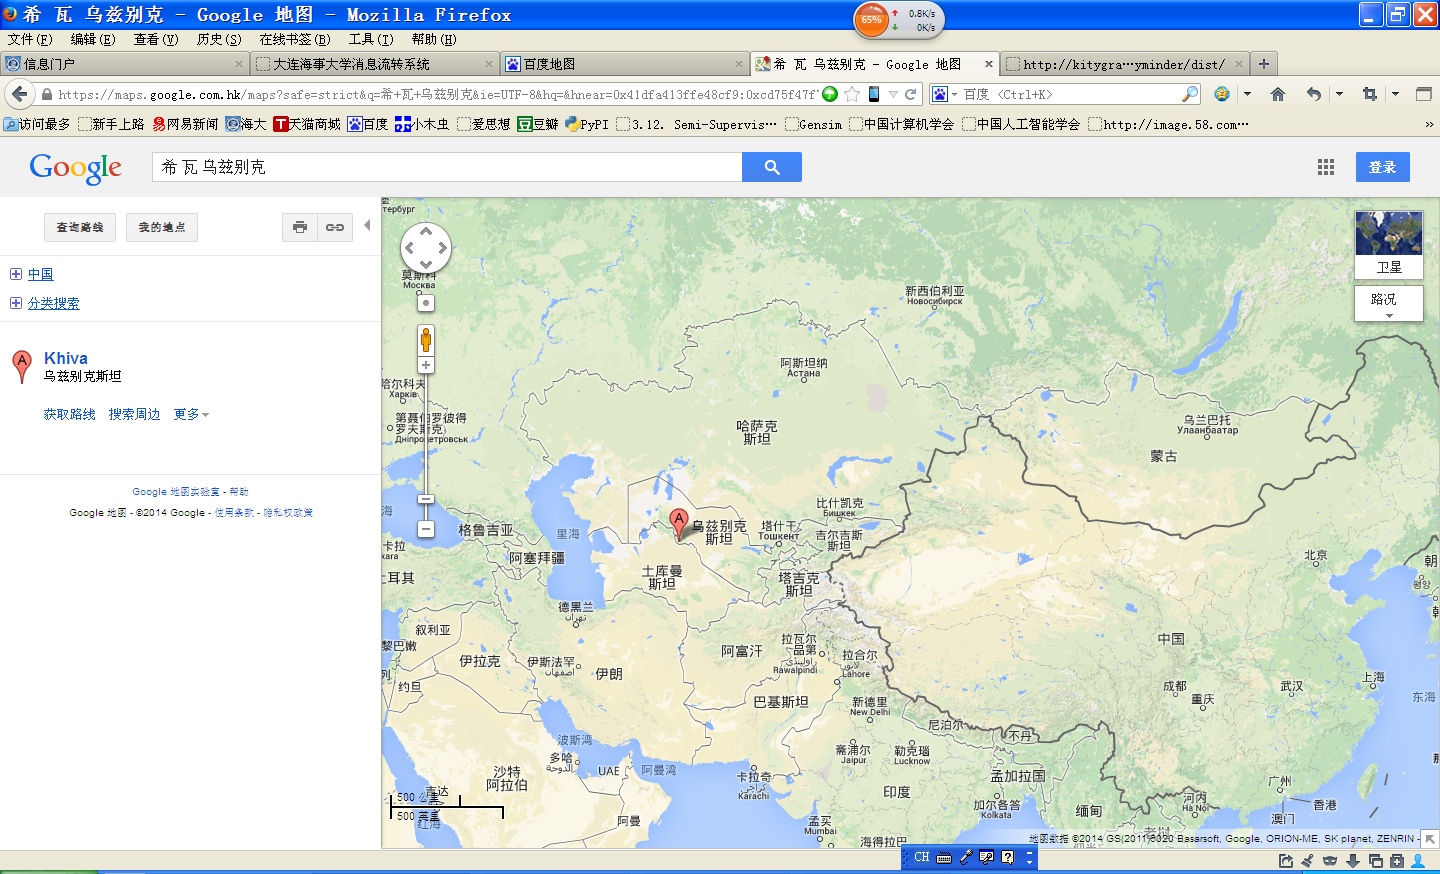 希 瓦 乌兹别克 - Google 地图 - Mozilla Firefox
65%
0.8K/s
0K/s
文件(F) 编辑(E) 查看(V) 历史(S) 在线书签(B) 工具(T) 帮助(H)
信息门户
大连海事大学消息流转系统
百度地图
希 瓦 乌兹别克 - Google 地图
http://kitygra…yminder/dist/
https://maps.google.com.hk/maps?safe=strict&q=希+瓦+乌兹别克&ie=UTF-8&hq=&hnear=0x41dfa413ffe48cf9:0xcd75f47f
百度 <Ctrl+K>
访问最多 新手上路 网易新闻 海大 天猫商城 百度 小木虫 爱思想 豆瓣 PyPI 3.12. Semi-Supervis… Gensim 中国计算机学会 中国人工智能学会 http://image.58.com… »
Google
希 瓦 乌兹别克
登录
查询路线
我的地点
中国
分类搜索
A
Khiva
乌兹别克斯坦
获取路线 搜索周边 更多
Google 地图实验室 - 帮助
Google 地图 - ©2014 Google - 使用条款 - 隐私权政策
卫星
路况
тербург
莫斯科
Москва
新西伯利亚
Новосибирск
阿斯坦纳
Астана
哈尔科夫
Харків
第聂伯罗彼得
罗夫斯克
Дніпропетровськ
哈萨克
斯坦
乌兰巴托
Улаанбаатар
蒙古
比什凯克
Бишкек
A
乌兹别克
斯坦
塔什干
Тошкент
吉尔吉斯
斯坦
格鲁吉亚
里海
海
卡拉
kara
阿塞拜疆
土耳其
土库曼
斯坦
塔吉克
斯坦
北京
朝
平壤
德黑兰
تهران
叙利亚
黎巴嫩
伊拉克
伊斯法罕
اصفهان
伊朗
阿富汗
拉瓦尔
品第
راولپنڈی
Rawalpindi
拉合尔
لاہور
Lahore
中国
约旦
列
巴基斯坦
新德里
New Delhi
成都
重庆
武汉
上海
东海
尼泊尔
不丹
波斯湾
多哈
الدوحة
UAE
阿曼湾
斋浦尔
Jaipur
勒克瑙
Lucknow
沙特
阿拉伯
卡拉奇
كراچى
Karachi
孟加拉国
印度
加尔各答
Kolkata
缅甸
河内
Hà Nội
广州
香港
吉达
红海
阿曼
孟买
Mumbai
海得拉巴
老挝
500 公里
500 英里
地图数据 ©2014 GS(2011)6020 Basarsoft, Google, ORION-ME, SK planet, ZENRIN -
CH